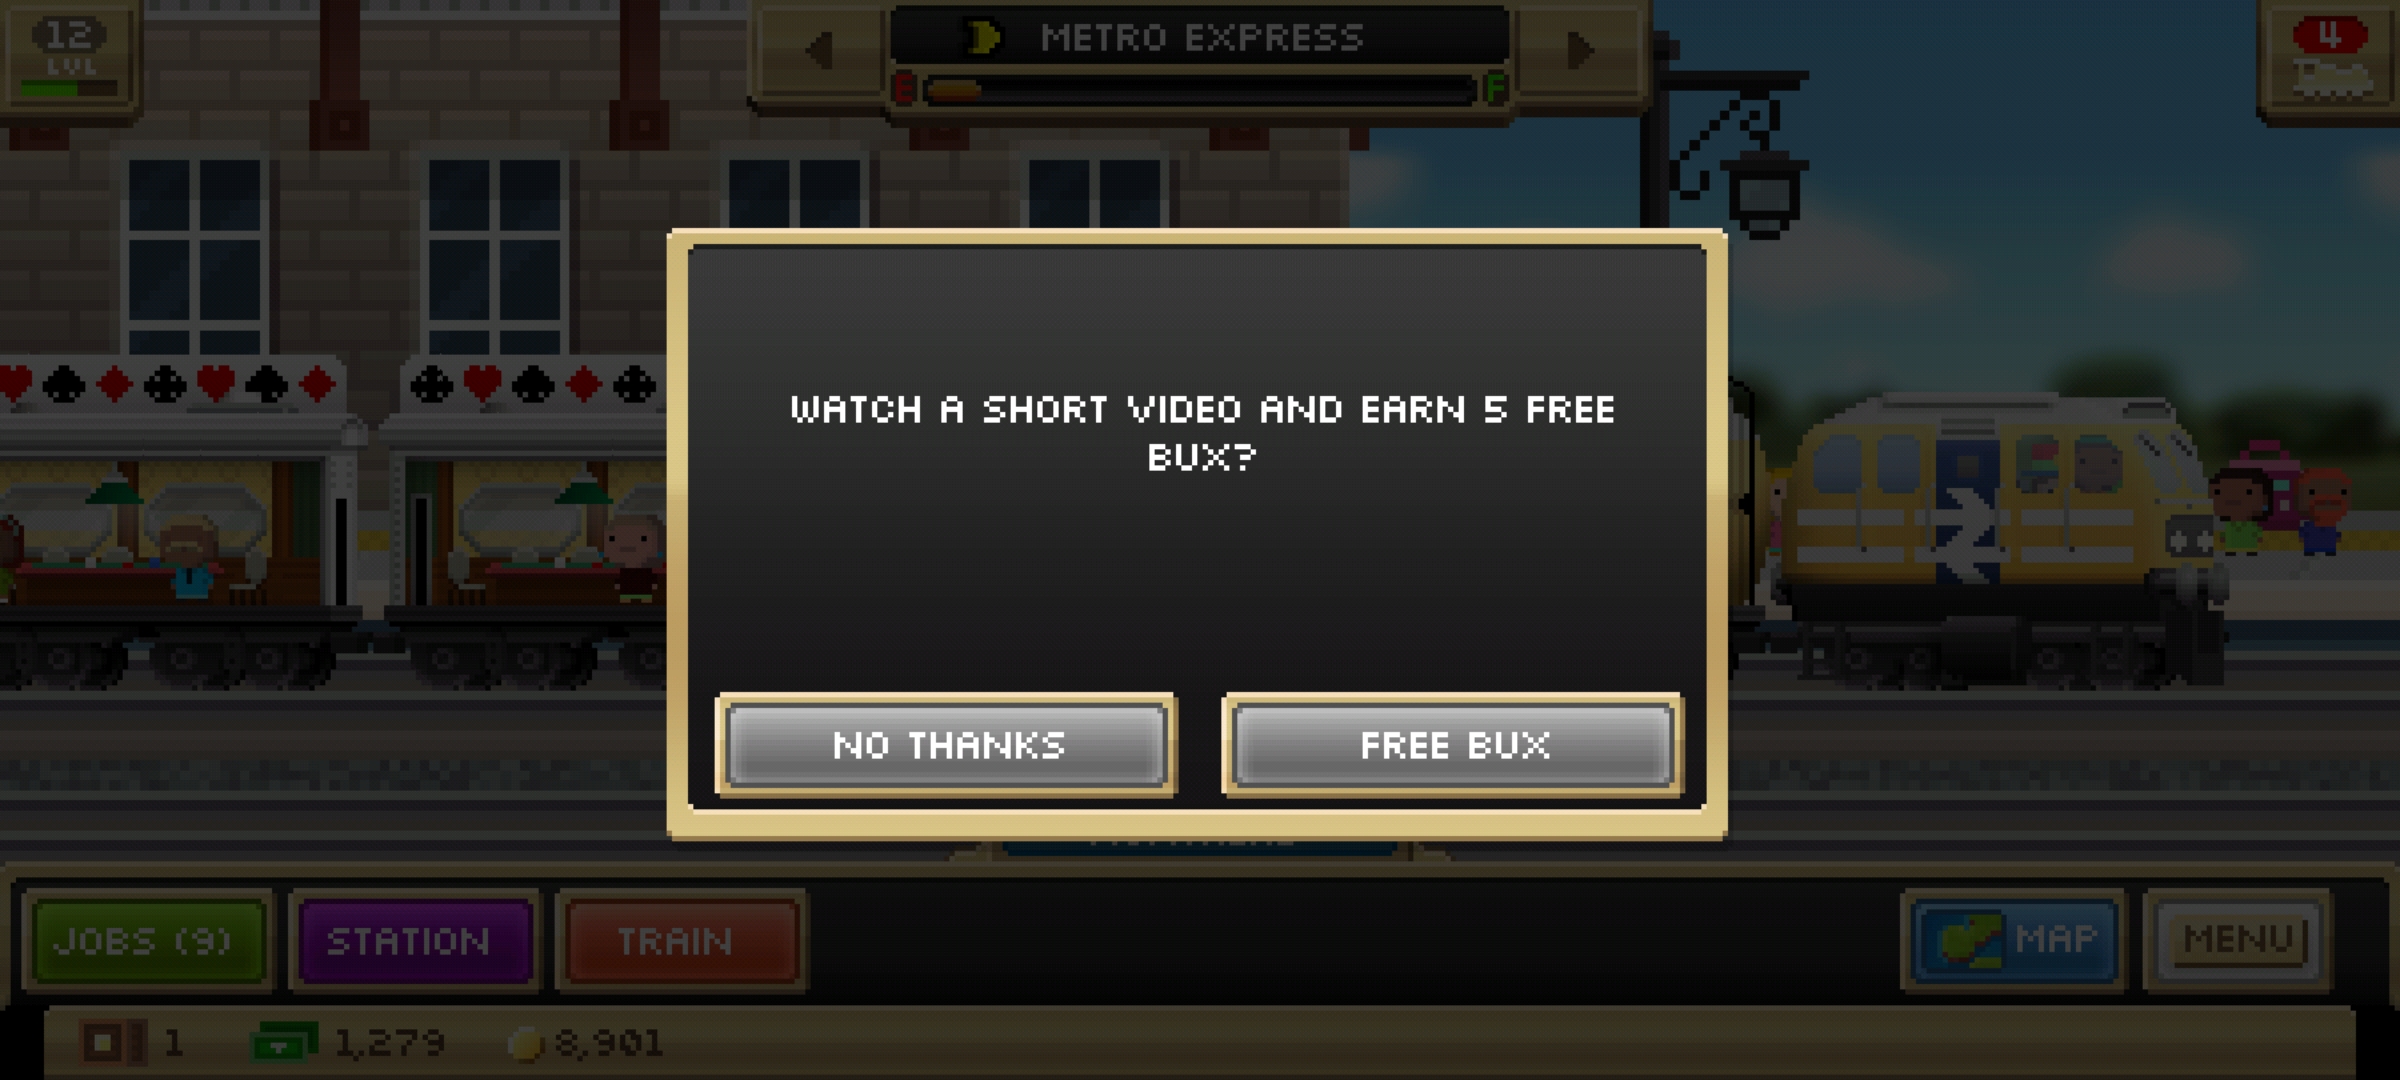 12
LVL
METRO EXPRESS
E F
4
WATCH A SHORT VIDEO AND EARN 5 FREE
BUX?
NO THANKS
FREE BUX
JOBS (9)
STATION
TRAIN
MAP
MENU
1
1,279
8,901